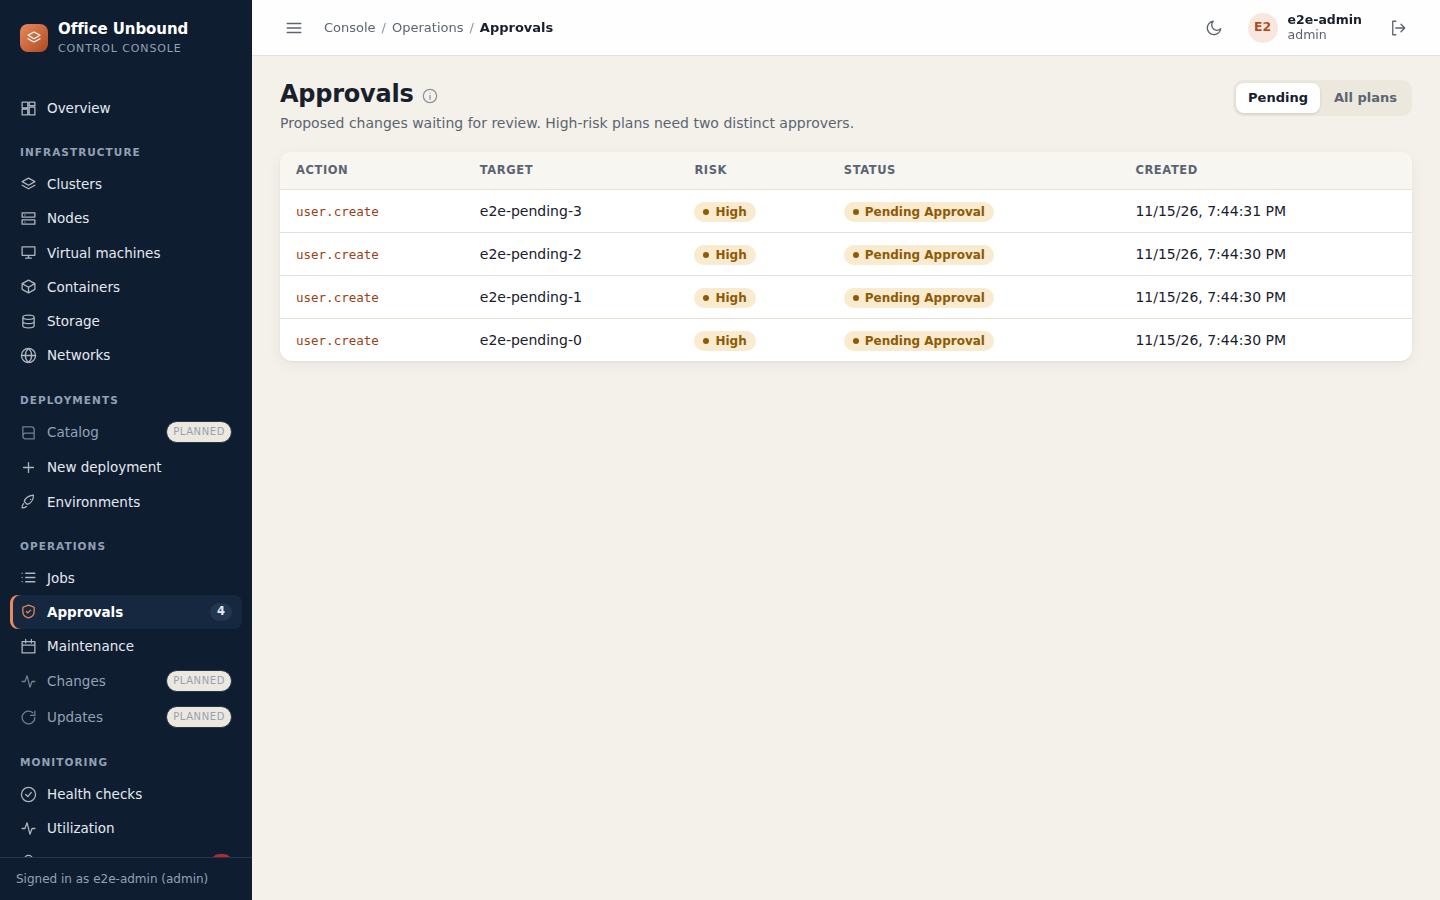 Office Unbound
CONTROL CONSOLE
Overview
INFRASTRUCTURE
Clusters
Nodes
Virtual machines
Containers
Storage
Networks
DEPLOYMENTS
Catalog PLANNED
New deployment
Environments
OPERATIONS
Jobs
Approvals 4
Maintenance
Changes PLANNED
Updates PLANNED
MONITORING
Health checks
Utilization
Signed in as e2e-admin (admin)
Console / Operations / Approvals
E2 e2e-admin
admin
Approvals
Proposed changes waiting for review. High-risk plans need two distinct approvers.
Pending All plans
ACTION TARGET RISK STATUS CREATED
user.create e2e-pending-3 High Pending Approval 11/15/26, 7:44:31 PM
user.create e2e-pending-2 High Pending Approval 11/15/26, 7:44:30 PM
user.create e2e-pending-1 High Pending Approval 11/15/26, 7:44:30 PM
user.create e2e-pending-0 High Pending Approval 11/15/26, 7:44:30 PM